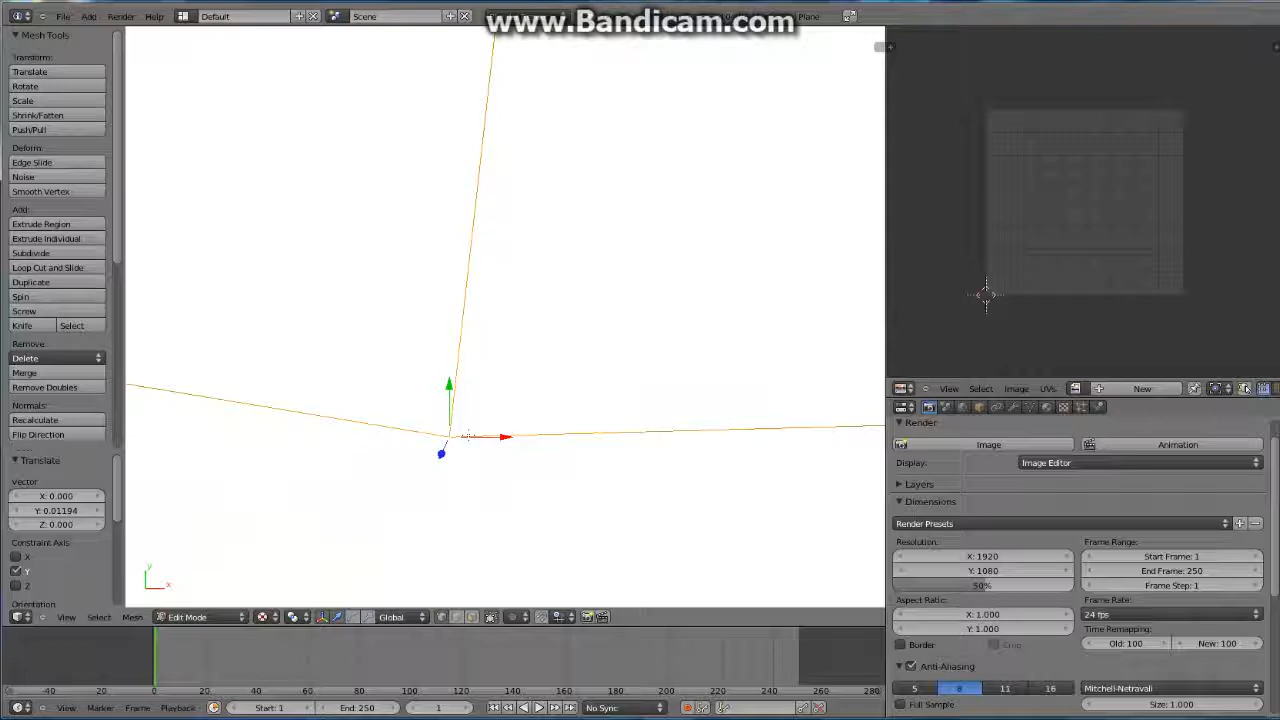 www.Bandicam.com
File Add Render Help Default Scene Plane
Mesh Tools
Transform:
Translate
Rotate
Scale
Shrink/Fatten
Push/Pull
Deform:
Edge Slide
Noise
Smooth Vertex
Add:
Extrude Region
Extrude Individual
Subdivide
Loop Cut and Slide
Duplicate
Spin
Screw
Knife Select
Remove:
Delete
Merge
Remove Doubles
Normals:
Recalculate
Flip Direction
Translate
Vector
X: 0.000
Y: 0.01194
Z: 0.000
Constraint Axis
X
Y
Z
Orientation
y
x
View Select Mesh Edit Mode Global
View Select Image UVs New
Render
Image Animation
Display: Image Editor
Layers
Dimensions
Render Presets
Resolution: Frame Range:
X: 1920 Start Frame: 1
Y: 1080 End Frame: 250
50% Frame Step: 1
Aspect Ratio: Frame Rate:
X: 1.000 24 fps
Y: 1.000 Time Remapping:
Border Crop Old: 100 New: 100
Anti-Aliasing
5 8 11 16 Mitchell-Netravali
Full Sample Size: 1.000
-40 -20 0 20 40 60 80 100 120 140 160 180 200 220 240 260 280
View Marker Frame Playback Start: 1 End: 250 1 No Sync